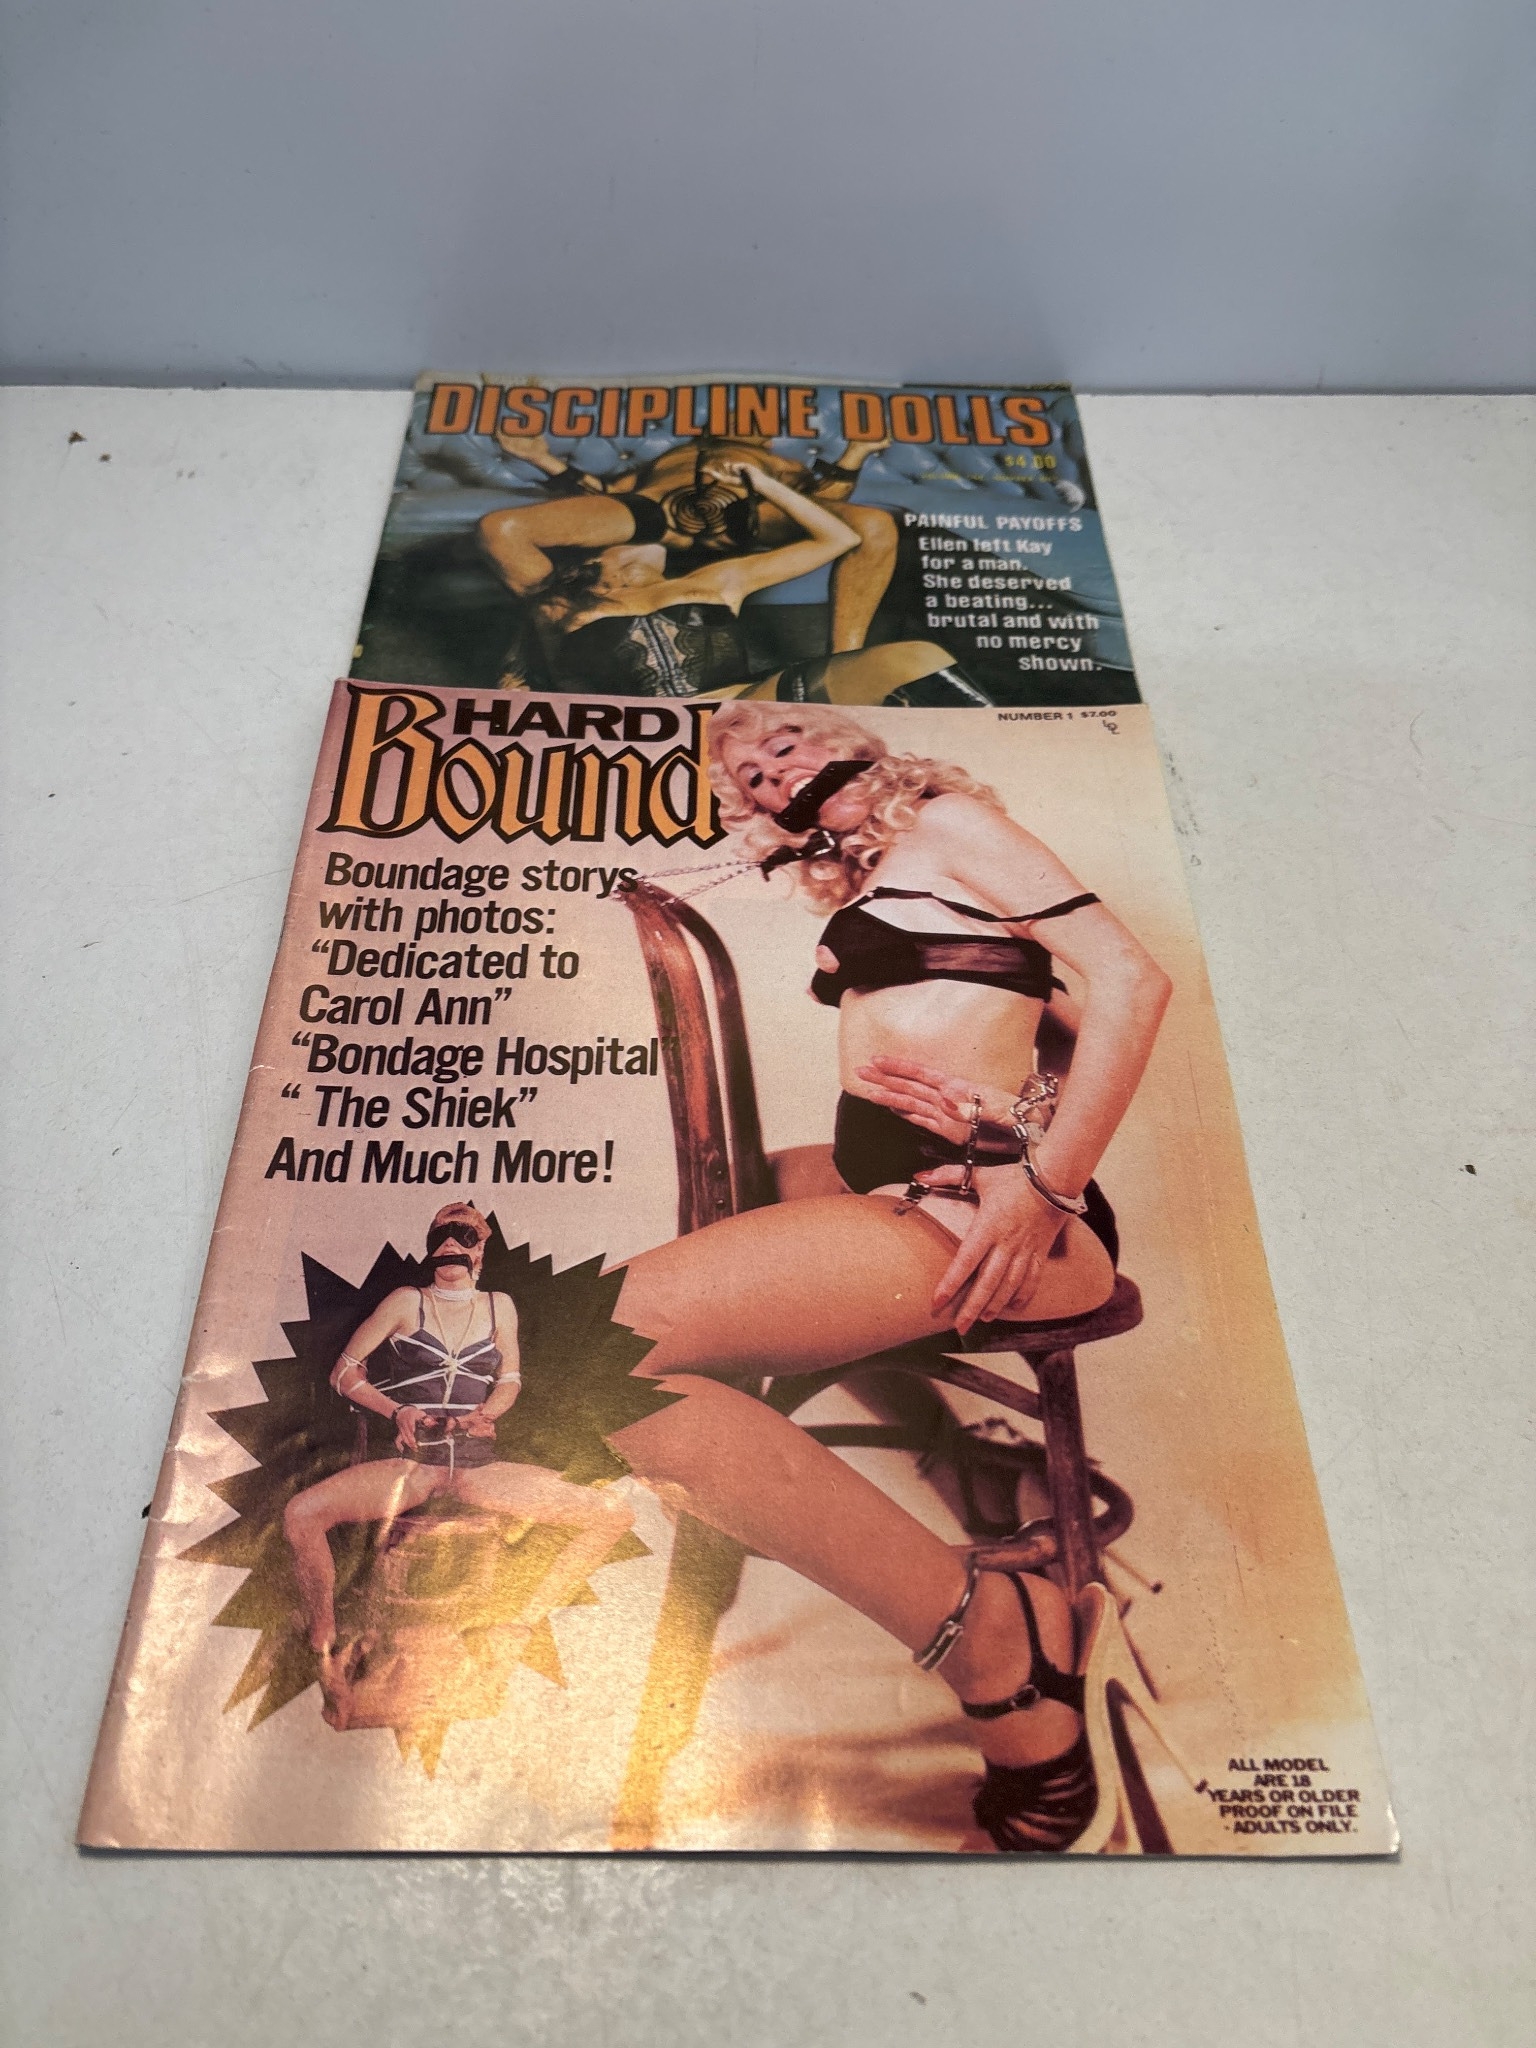 DISCIPLINE DOLLS
$4.00
PAINFUL PAYOFFS
Ellen left Kay
for a man.
She deserved
a beating...
brutal and with
no mercy
shown.
HARD
Bound
NUMBER 1 $7.00
Boundage storys
with photos:
“Dedicated to
Carol Ann”
“Bondage Hospital”
“ The Shiek”
And Much More!
ALL MODEL
ARE 18
YEARS OR OLDER
PROOF ON FILE
ADULTS ONLY.